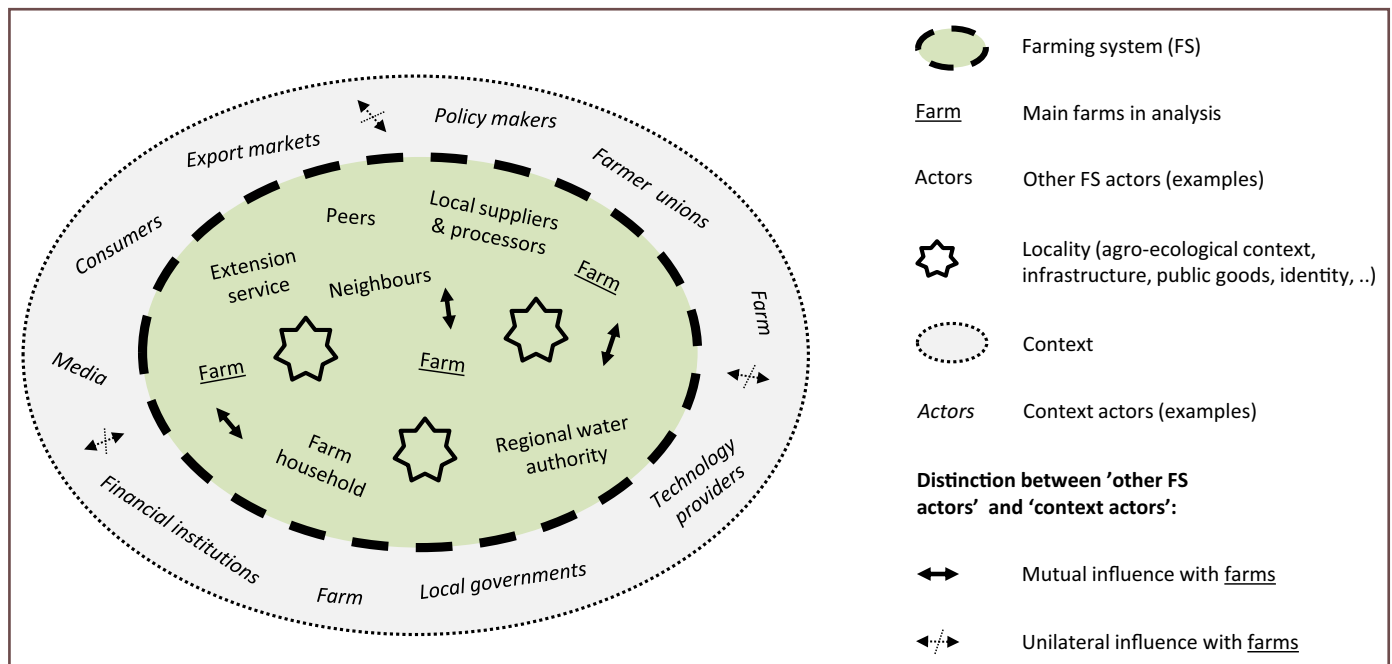 Policy makers
Export markets
Farmer unions
Consumers
Peers
Local suppliers
& processors
Extension
service
Neighbours
Farm
Farm
Media
Farm
Farm
Farm
household
Regional water
authority
Technology
providers
Financial institutions
Farm
Local governments
Farming system (FS)
Farm Main farms in analysis
Actors Other FS actors (examples)
Locality (agro-ecological context,
infrastructure, public goods, identity, ..)
Context
Actors Context actors (examples)
Distinction between ’other FS
actors’ and ‘context actors’:
Mutual influence with farms
Unilateral influence with farms